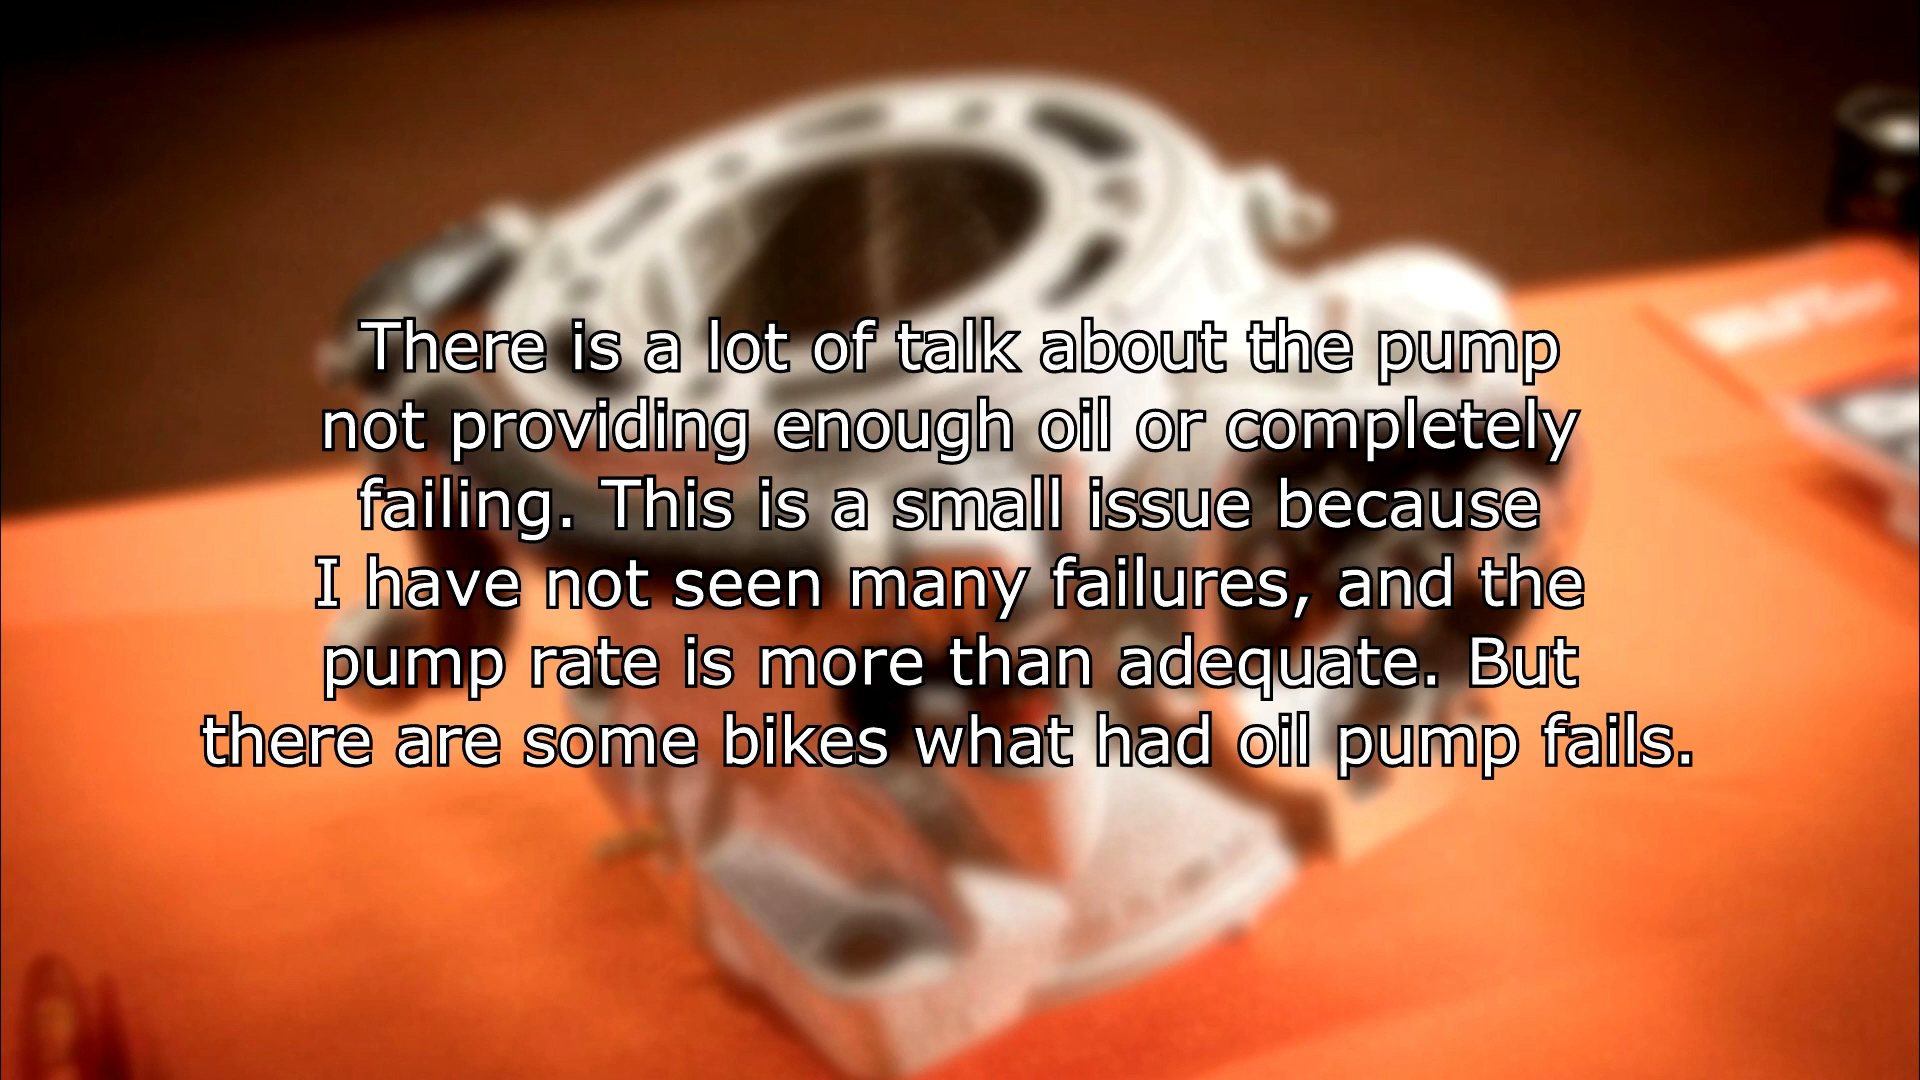 There is a lot of talk about the pump
not providing enough oil or completely
failing. This is a small issue because
I have not seen many failures, and the
pump rate is more than adequate. But
there are some bikes what had oil pump fails.